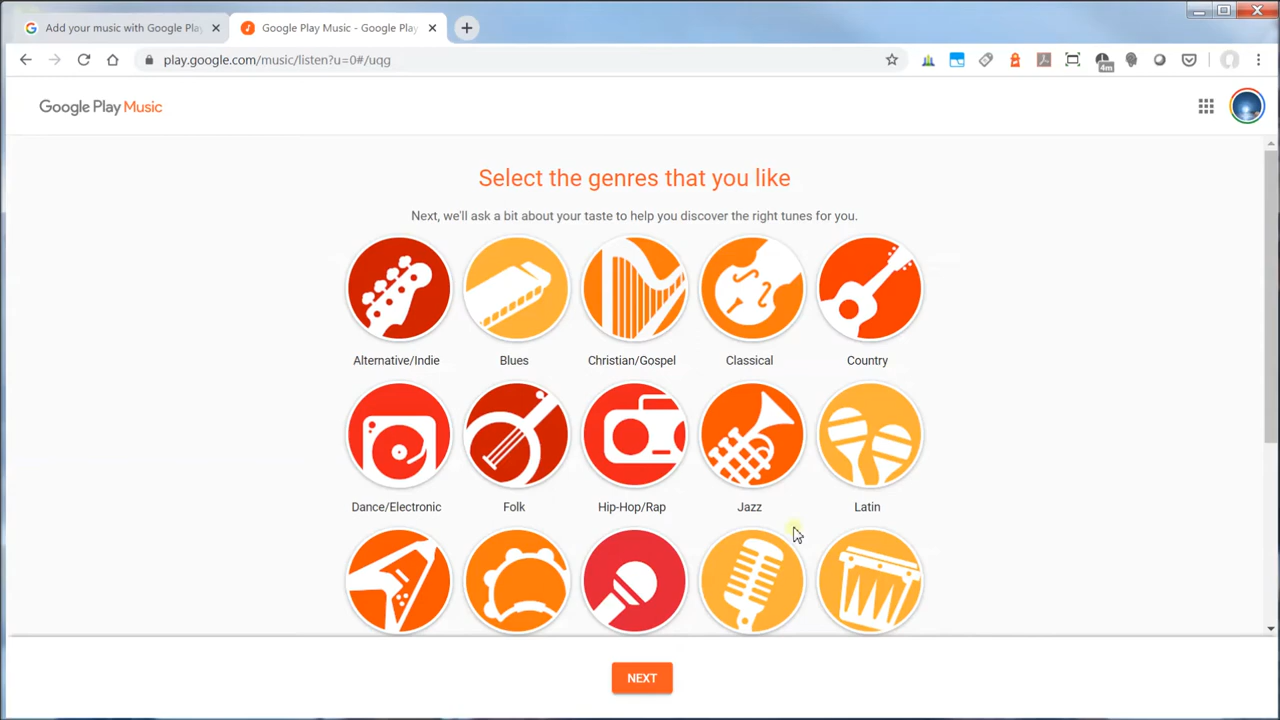 Add your music with Google Play
Google Play Music - Google Play
play.google.com/music/listen?u=0#/uqg
4m
Google Play Music
Select the genres that you like
Next, we'll ask a bit about your taste to help you discover the right tunes for you.
Alternative/Indie Blues Christian/Gospel Classical Country
Dance/Electronic Folk Hip-Hop/Rap Jazz Latin
NEXT